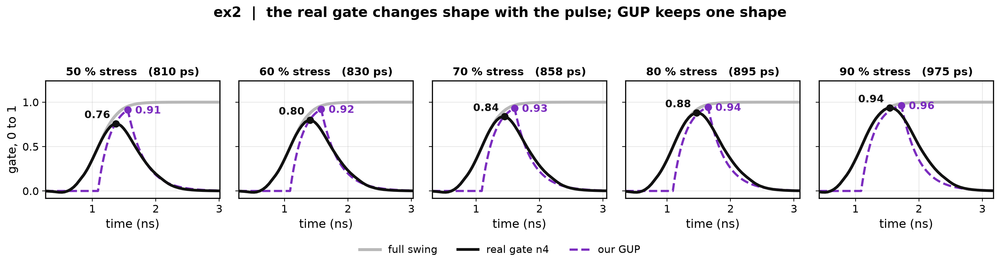 ex2  |  the real gate changes shape with the pulse; GUP keeps one shape
50 % stress   (810 ps)
60 % stress   (830 ps)
70 % stress   (858 ps)
80 % stress   (895 ps)
90 % stress   (975 ps)
gate, 0 to 1
1.0
0.5
0.0
0.76
0.91
0.80
0.92
0.84
0.93
0.88
0.94
0.94
0.96
1 2 3
1 2 3
1 2 3
1 2 3
1 2 3
time (ns)
time (ns)
time (ns)
time (ns)
time (ns)
full swing
real gate n4
our GUP